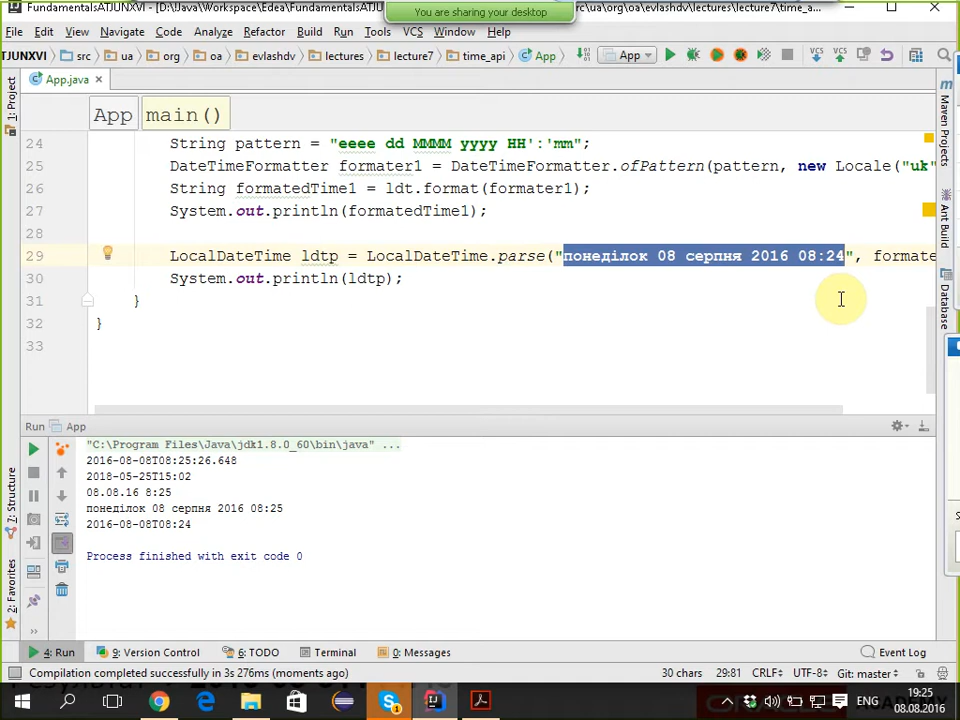 FundamentalsATJUNXVI - [D:\!Java\Workspace\Edea\FundamentalsAT
You are sharing your desktop
src\ua\org\oa\evlashdv\lectures\lecture7\time_a...
File Edit View Navigate Code Analyze Refactor Build Run Tools VCS Window Help
TJUNXVI src ua org oa evlashdv lectures lecture7 time_api App App VCS VCS
App.java
1: Project
App main()
24 String pattern = "eeee dd MMMM yyyy HH':'mm";
25 DateTimeFormatter formater1 = DateTimeFormatter.ofPattern(pattern, new Locale("uk"
26 String formatedTime1 = ldt.format(formater1);
27 System.out.println(formatedTime1);
28
29 LocalDateTime ldtp = LocalDateTime.parse("понеділок 08 серпня 2016 08:24", formate
30 System.out.println(ldtp);
31 }
32 }
33
Maven Projects
Ant Build
Database
Run App
"C:\Program Files\Java\jdk1.8.0_60\bin\java" ...
2016-08-08T08:25:26.648
2018-05-25T15:02
08.08.16 8:25
понеділок 08 серпня 2016 08:25
2016-08-08T08:24
Process finished with exit code 0
7: Structure
2: Favorites
4: Run 9: Version Control 6: TODO Terminal 0: Messages Event Log
Compilation completed successfully in 3s 276ms (moments ago) 30 chars 29:81 CRLF÷ UTF-8÷ Git: master÷
ENG 19:25
08.08.2016